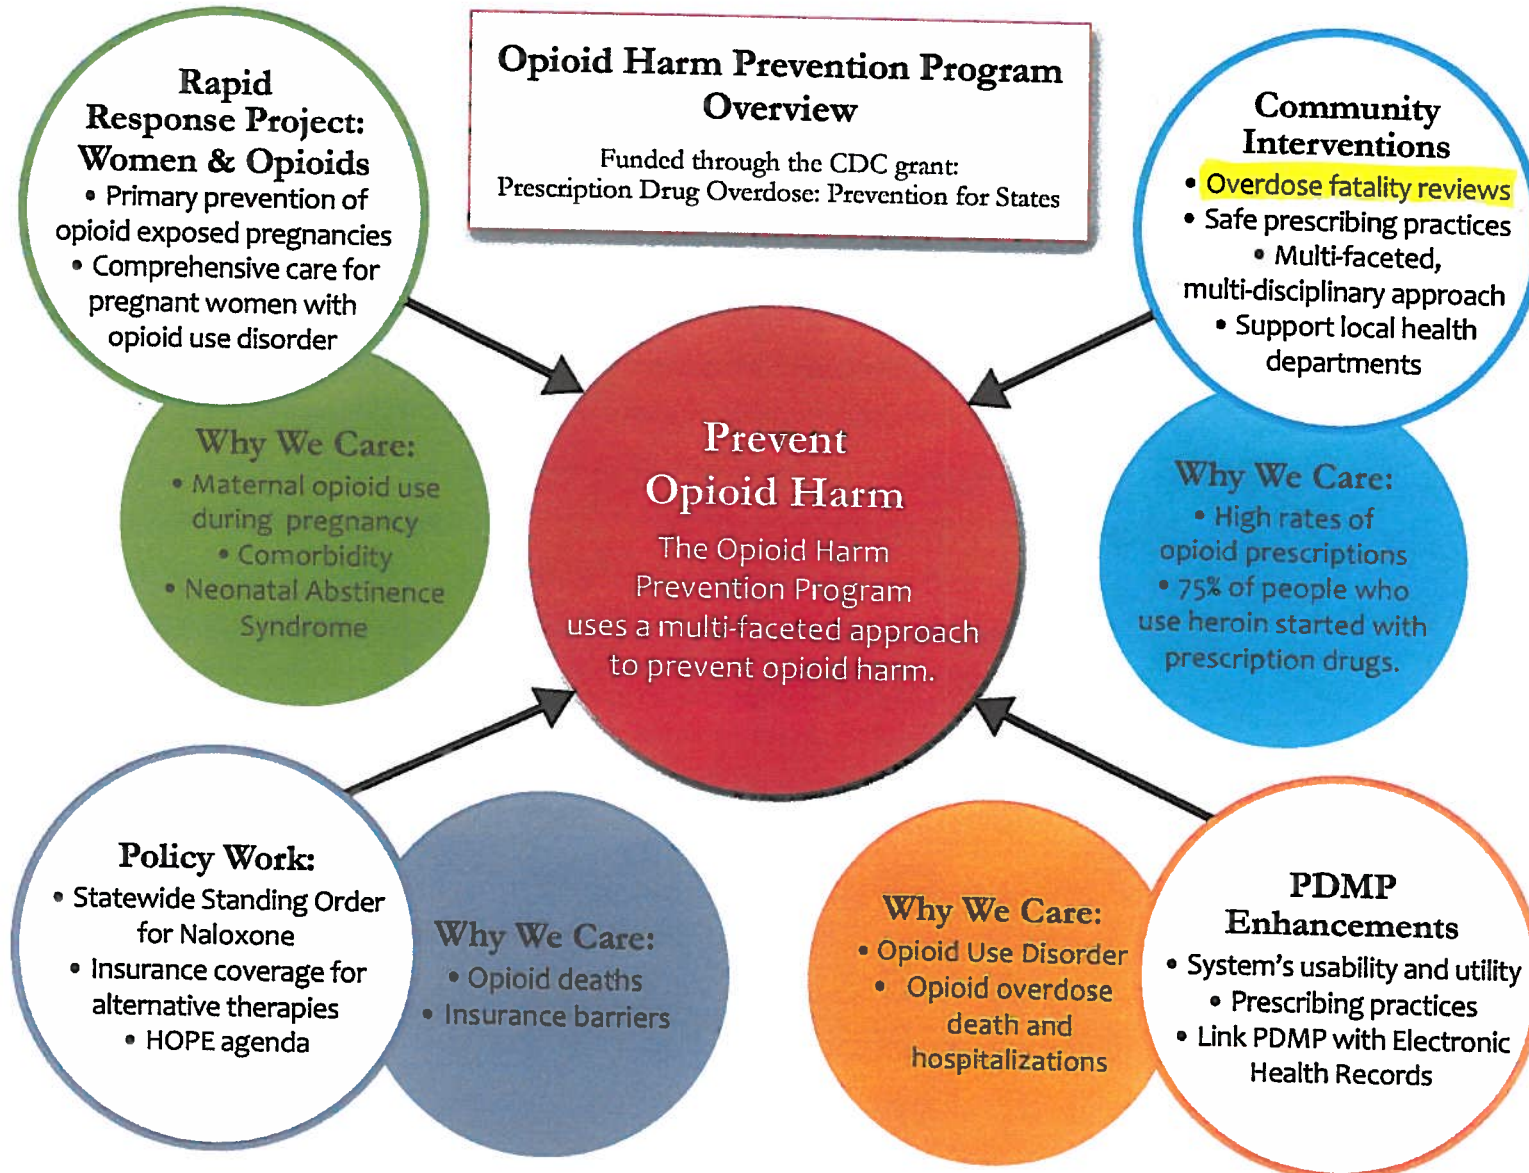 Opioid Harm Prevention Program
Overview
Funded through the CDC grant:
Prescription Drug Overdose: Prevention for States
Rapid
Response Project:
Women & Opioids
• Primary prevention of
opioid exposed pregnancies
• Comprehensive care for
pregnant women with
opioid use disorder
Why We Care:
• Maternal opioid use
during pregnancy
• Comorbidity
• Neonatal Abstinence
Syndrome
Community
Interventions
• Overdose fatality reviews
• Safe prescribing practices
• Multi-faceted,
multi-disciplinary approach
• Support local health
departments
Why We Care:
• High rates of
opioid prescriptions
• 75% of people who
use heroin started with
prescription drugs.
Prevent
Opioid Harm
The Opioid Harm
Prevention Program
uses a multi-faceted approach
to prevent opioid harm.
Policy Work:
• Statewide Standing Order
for Naloxone
• Insurance coverage for
alternative therapies
• HOPE agenda
Why We Care:
• Opioid deaths
• Insurance barriers
Why We Care:
• Opioid Use Disorder
• Opioid overdose
death and
hospitalizations
PDMP
Enhancements
• System's usability and utility
• Prescribing practices
• Link PDMP with Electronic
Health Records